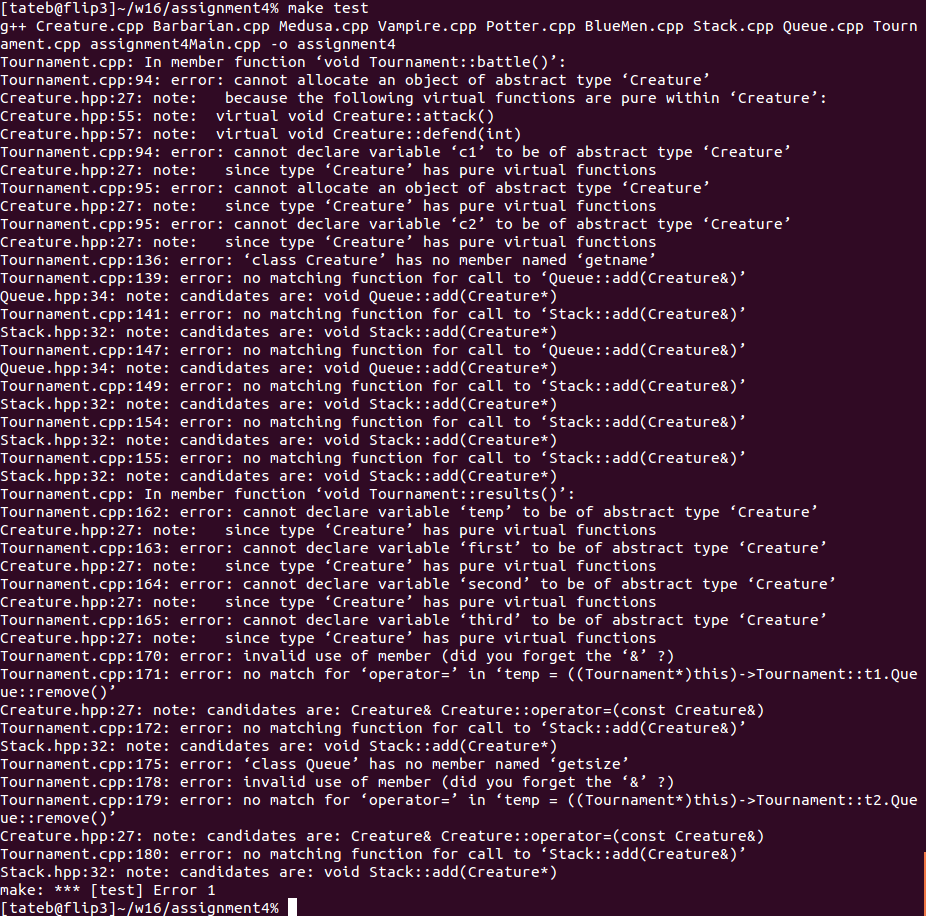 [tateb@flip3]~/w16/assignment4% make test
g++ Creature.cpp Barbarian.cpp Medusa.cpp Vampire.cpp Potter.cpp BlueMen.cpp Stack.cpp Queue.cpp Tourn
ament.cpp assignment4Main.cpp -o assignment4
Tournament.cpp: In member function ‘void Tournament::battle()’:
Tournament.cpp:94: error: cannot allocate an object of abstract type ‘Creature’
Creature.hpp:27: note:   because the following virtual functions are pure within ‘Creature’:
Creature.hpp:55: note:  virtual void Creature::attack()
Creature.hpp:57: note:  virtual void Creature::defend(int)
Tournament.cpp:94: error: cannot declare variable ‘c1’ to be of abstract type ‘Creature’
Creature.hpp:27: note:   since type ‘Creature’ has pure virtual functions
Tournament.cpp:95: error: cannot allocate an object of abstract type ‘Creature’
Creature.hpp:27: note:   since type ‘Creature’ has pure virtual functions
Tournament.cpp:95: error: cannot declare variable ‘c2’ to be of abstract type ‘Creature’
Creature.hpp:27: note:   since type ‘Creature’ has pure virtual functions
Tournament.cpp:136: error: ‘class Creature’ has no member named ‘getname’
Tournament.cpp:139: error: no matching function for call to ‘Queue::add(Creature&)’
Queue.hpp:34: note: candidates are: void Queue::add(Creature*)
Tournament.cpp:141: error: no matching function for call to ‘Stack::add(Creature&)’
Stack.hpp:32: note: candidates are: void Stack::add(Creature*)
Tournament.cpp:147: error: no matching function for call to ‘Queue::add(Creature&)’
Queue.hpp:34: note: candidates are: void Queue::add(Creature*)
Tournament.cpp:149: error: no matching function for call to ‘Stack::add(Creature&)’
Stack.hpp:32: note: candidates are: void Stack::add(Creature*)
Tournament.cpp:154: error: no matching function for call to ‘Stack::add(Creature&)’
Stack.hpp:32: note: candidates are: void Stack::add(Creature*)
Tournament.cpp:155: error: no matching function for call to ‘Stack::add(Creature&)’
Stack.hpp:32: note: candidates are: void Stack::add(Creature*)
Tournament.cpp: In member function ‘void Tournament::results()’:
Tournament.cpp:162: error: cannot declare variable ‘temp’ to be of abstract type ‘Creature’
Creature.hpp:27: note:   since type ‘Creature’ has pure virtual functions
Tournament.cpp:163: error: cannot declare variable ‘first’ to be of abstract type ‘Creature’
Creature.hpp:27: note:   since type ‘Creature’ has pure virtual functions
Tournament.cpp:164: error: cannot declare variable ‘second’ to be of abstract type ‘Creature’
Creature.hpp:27: note:   since type ‘Creature’ has pure virtual functions
Tournament.cpp:165: error: cannot declare variable ‘third’ to be of abstract type ‘Creature’
Creature.hpp:27: note:   since type ‘Creature’ has pure virtual functions
Tournament.cpp:170: error: invalid use of member (did you forget the ‘&’ ?)
Tournament.cpp:171: error: no match for ‘operator=’ in ‘temp = ((Tournament*)this)->Tournament::t1.Que
ue::remove()’
Creature.hpp:27: note: candidates are: Creature& Creature::operator=(const Creature&)
Tournament.cpp:172: error: no matching function for call to ‘Stack::add(Creature&)’
Stack.hpp:32: note: candidates are: void Stack::add(Creature*)
Tournament.cpp:175: error: ‘class Queue’ has no member named ‘getsize’
Tournament.cpp:178: error: invalid use of member (did you forget the ‘&’ ?)
Tournament.cpp:179: error: no match for ‘operator=’ in ‘temp = ((Tournament*)this)->Tournament::t2.Que
ue::remove()’
Creature.hpp:27: note: candidates are: Creature& Creature::operator=(const Creature&)
Tournament.cpp:180: error: no matching function for call to ‘Stack::add(Creature&)’
Stack.hpp:32: note: candidates are: void Stack::add(Creature*)
make: *** [test] Error 1
[tateb@flip3]~/w16/assignment4%